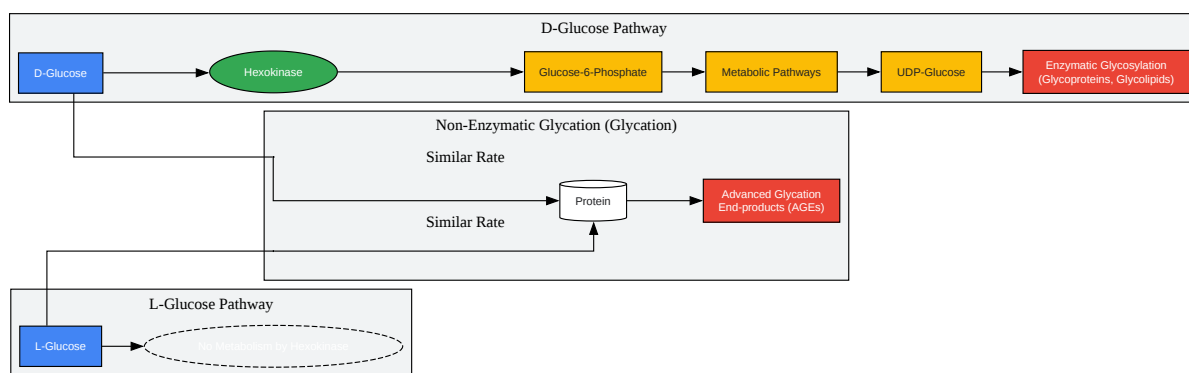 D-Glucose Pathway
D-Glucose
Hexokinase
Glucose-6-Phosphate
Metabolic Pathways
UDP-Glucose
Enzymatic Glycosylation
(Glycoproteins, Glycolipids)
Non-Enzymatic Glycation (Glycation)
Similar Rate
Protein
Advanced Glycation
End-products (AGEs)
Similar Rate
L-Glucose Pathway
L-Glucose
No Metabolism by Hexokinase